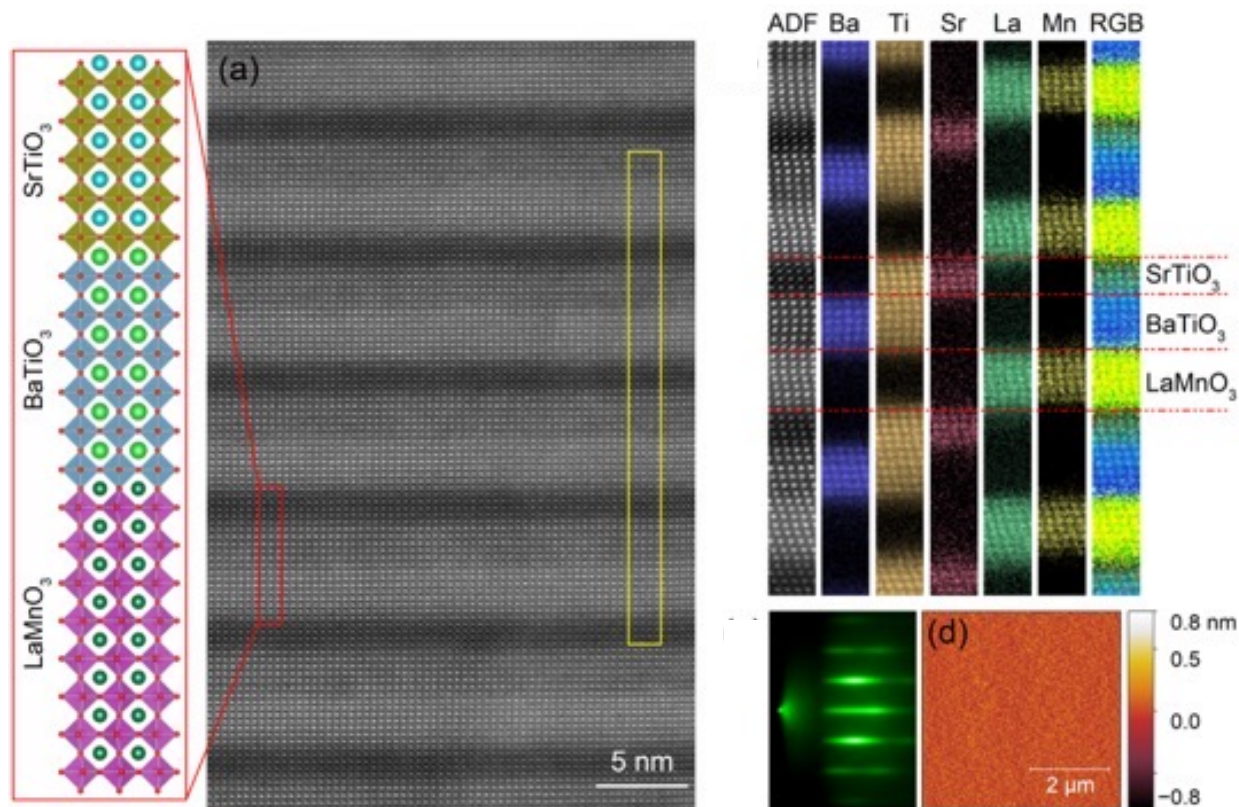 SrTiO₃
BaTiO₃
LaMnO₃
(a)
5 nm
ADF Ba Ti Sr La Mn RGB
SrTiO₃
BaTiO₃
LaMnO₃
(d)
2 µm
0.8 nm
0.5
0.0
−0.8